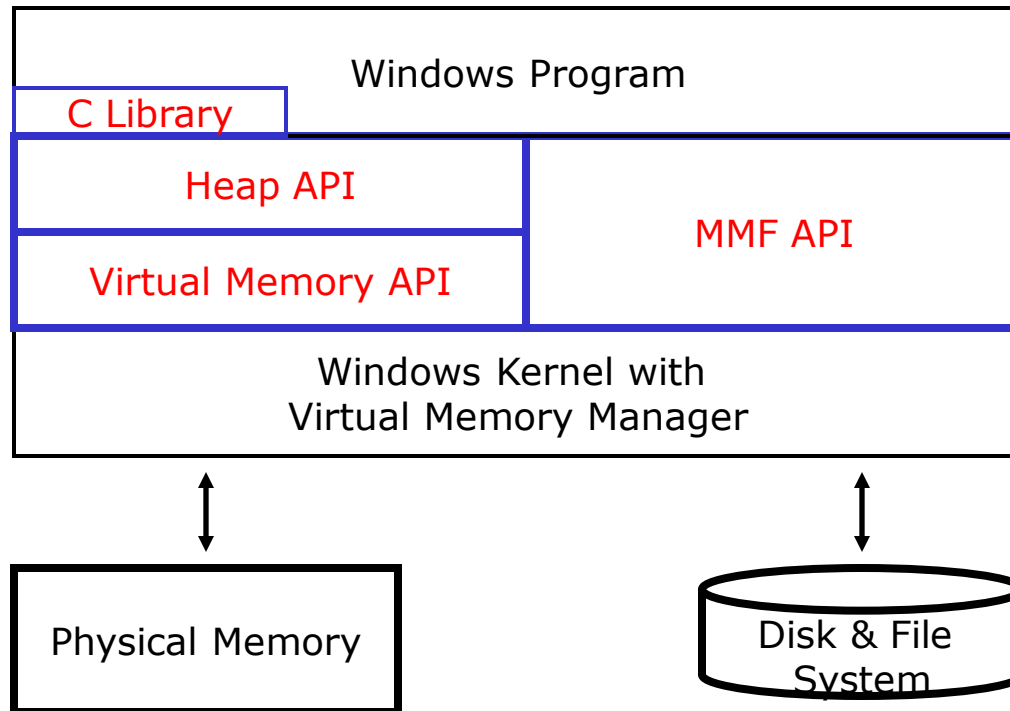 Windows Program
C Library
Heap API
MMF API
Virtual Memory API
Windows Kernel with
Virtual Memory Manager
Physical Memory
Disk & File
System